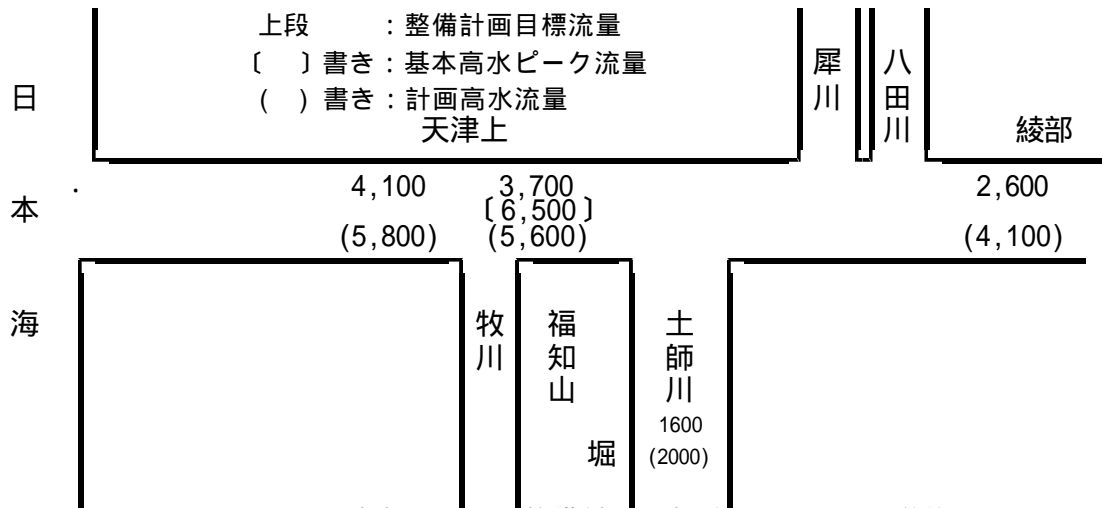 上段　　：整備計画目標流量
〔　〕書き：基本高水ピーク流量
(　) 書き：計画高水流量
天津上
犀川
八田川
綾部
日本海
4,100
3,700
2,600
〔6,500〕
(5,800)
(5,600)
(4,100)
牧川
福知山
土師川
1600
(2000)
堀